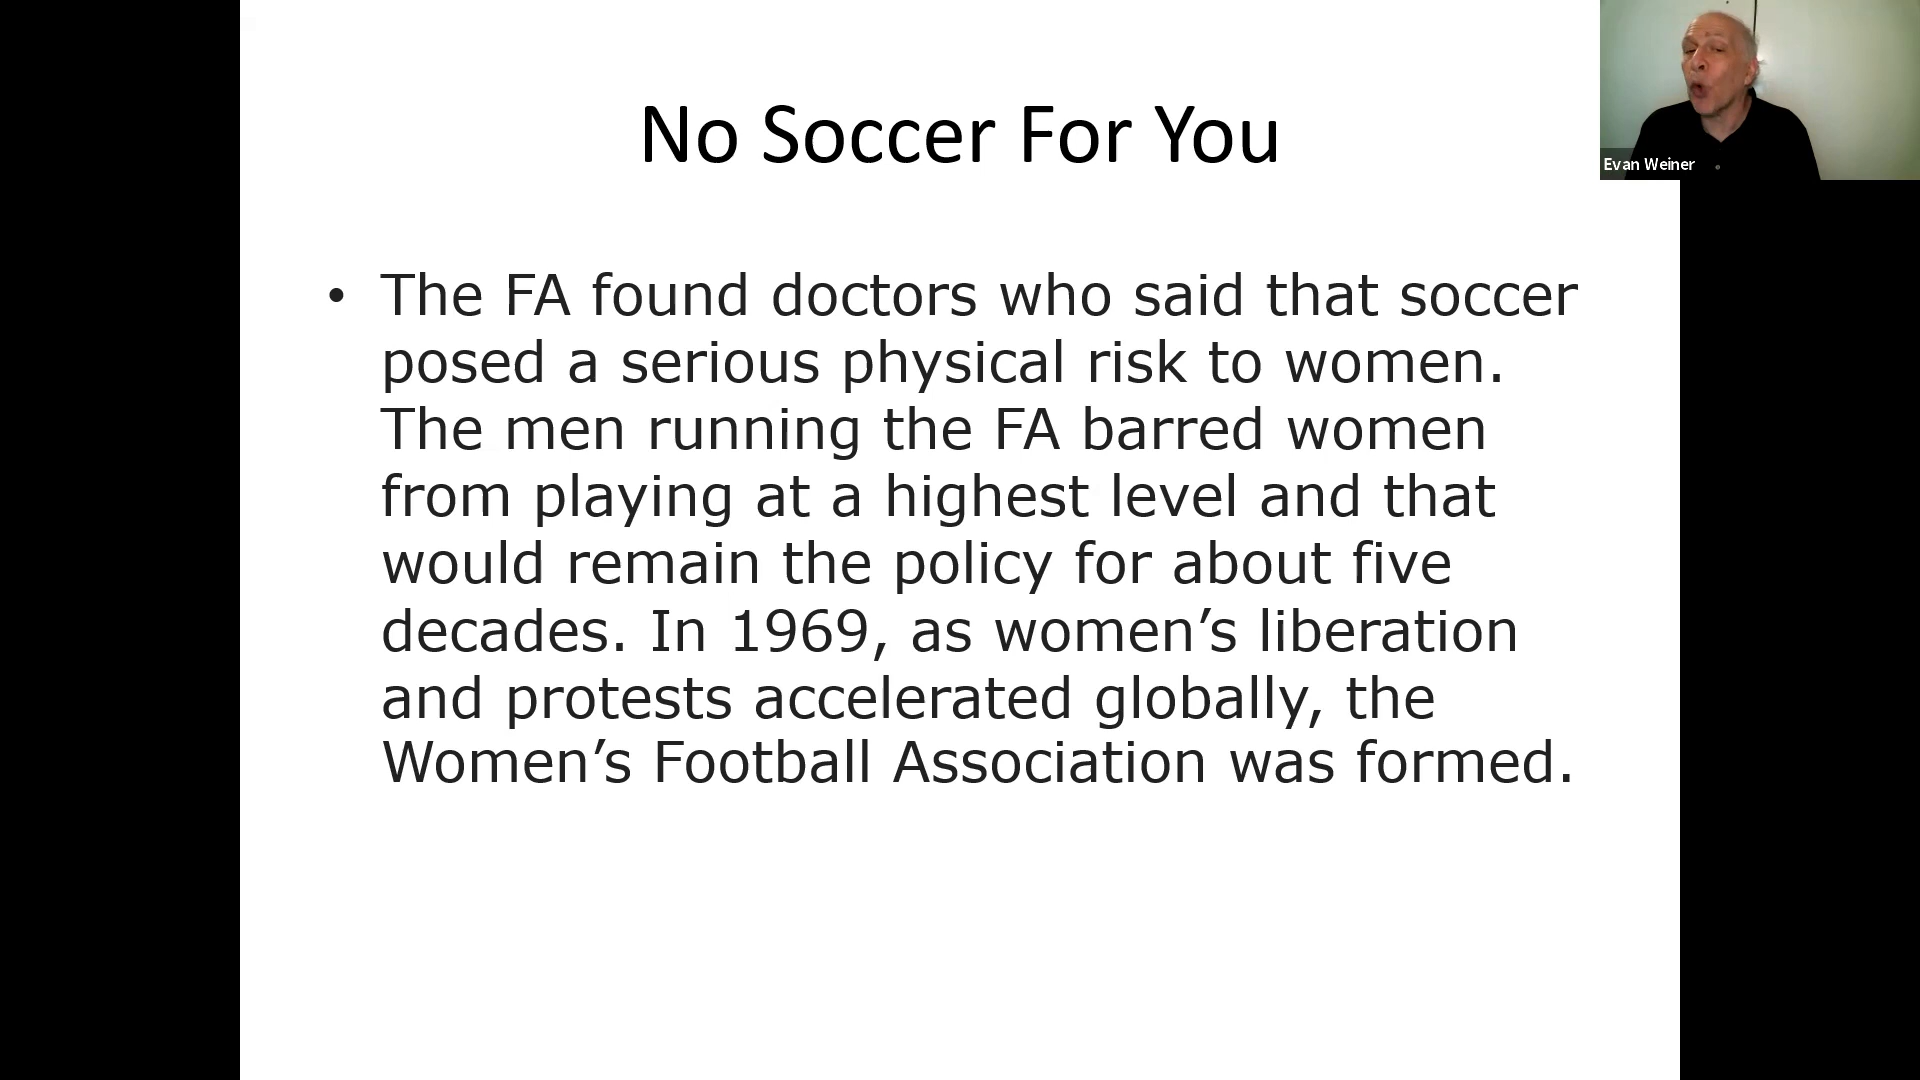 No Soccer For You
Evan Weiner
• The FA found doctors who said that soccer
posed a serious physical risk to women.
The men running the FA barred women
from playing at a highest level and that
would remain the policy for about five
decades. In 1969, as women’s liberation
and protests accelerated globally, the
Women’s Football Association was formed.